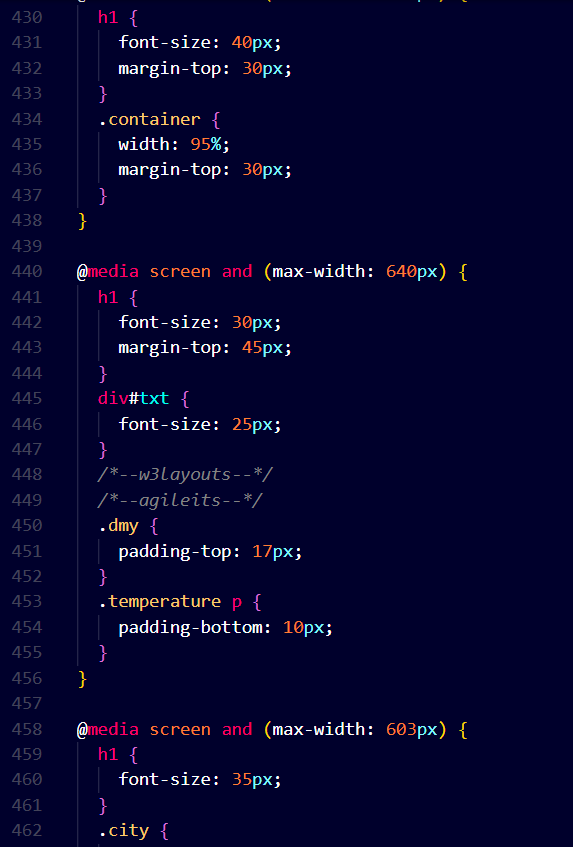 430 h1 {
431 font-size: 40px;
432 margin-top: 30px;
433 }
434 .container {
435 width: 95%;
436 margin-top: 30px;
437 }
438 }
439
440 @media screen and (max-width: 640px) {
441 h1 {
442 font-size: 30px;
443 margin-top: 45px;
444 }
445 div#txt {
446 font-size: 25px;
447 }
448 /*--w3layouts--*/
449 /*--agileits--*/
450 .dmy {
451 padding-top: 17px;
452 }
453 .temperature p {
454 padding-bottom: 10px;
455 }
456 }
457
458 @media screen and (max-width: 603px) {
459 h1 {
460 font-size: 35px;
461 }
462 .city {